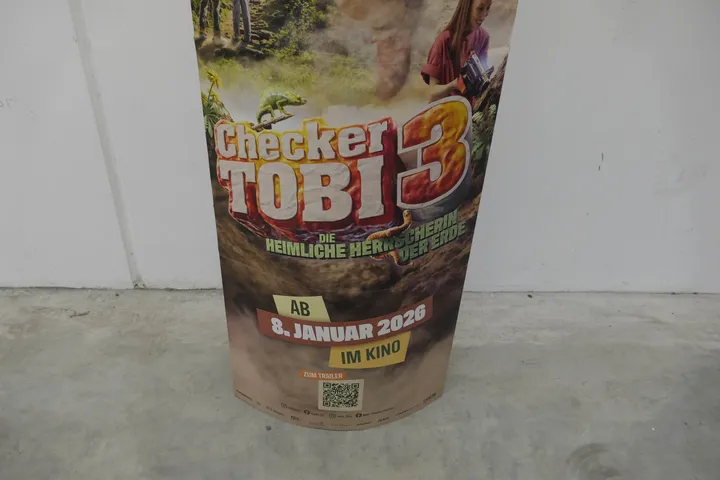 Checker
TOBI 3
DIE
HEIMLICHE HERRSCHERIN
DER ERDE
AB
8. JANUAR 2026
IM KINO
ZUM TRAILER